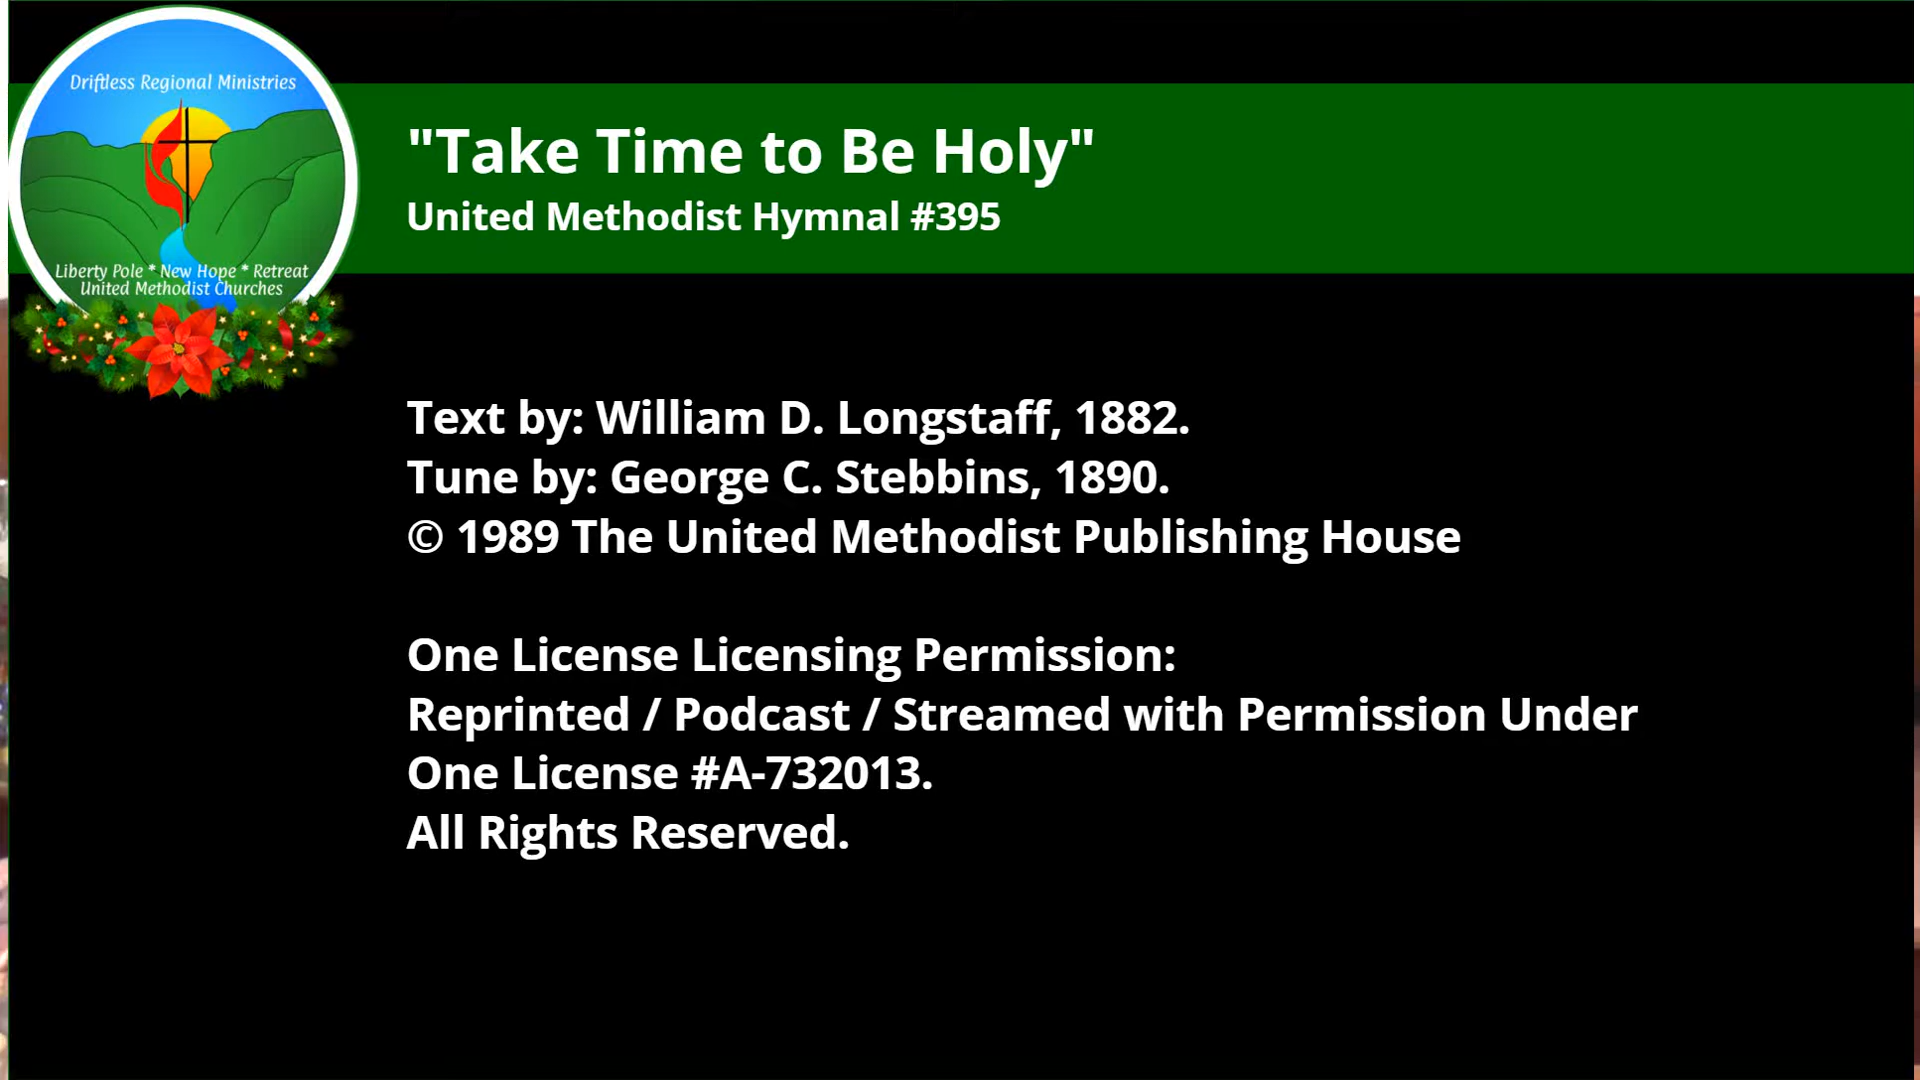 Driftless Regional Ministries
Liberty Pole * New Hope * Retreat
United Methodist Churches
"Take Time to Be Holy"
United Methodist Hymnal #395
Text by: William D. Longstaff, 1882.
Tune by: George C. Stebbins, 1890.
© 1989 The United Methodist Publishing House
One License Licensing Permission:
Reprinted / Podcast / Streamed with Permission Under
One License #A-732013.
All Rights Reserved.